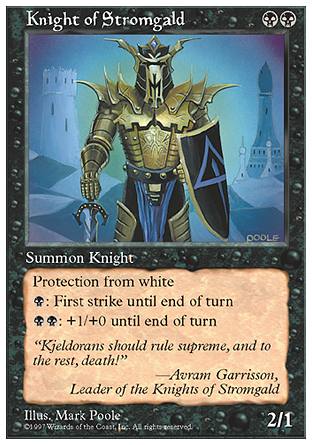 Knight of Stromgald
POOLE
Summon Knight
Protection from white
: First strike until end of turn
: +1/+0 until end of turn
"Kjeldorans should rule supreme, and to
the rest, death!"
—Avram Garrisson,
Leader of the Knights of Stromgald
Illus. Mark Poole
©1997 Wizards of the Coast, Inc. All rights reserved.
2/1